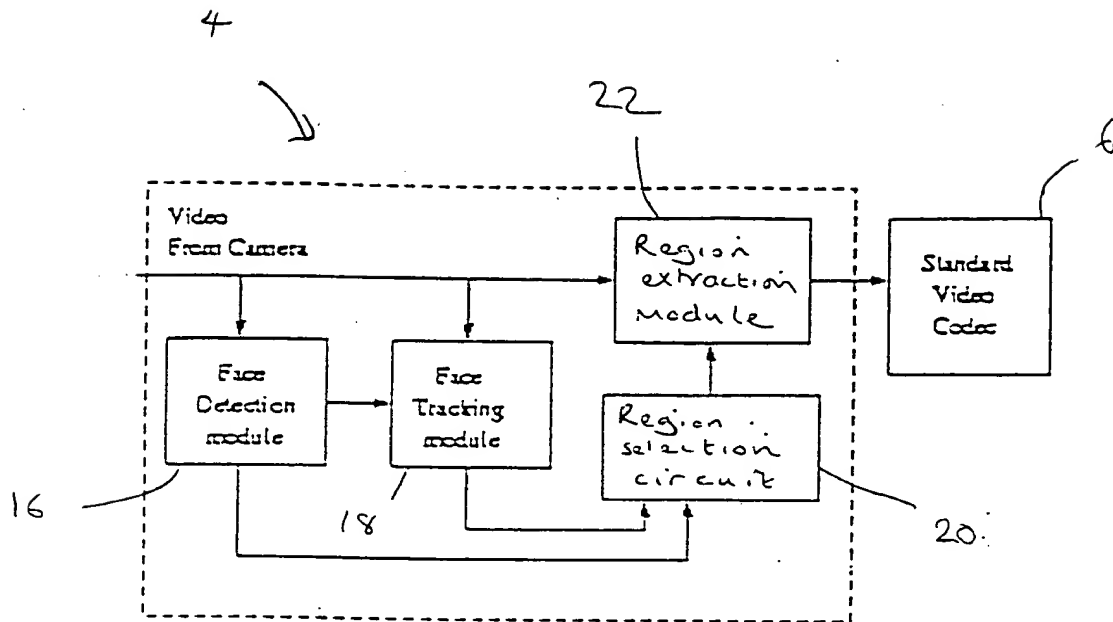 4
22
6
Video
From Camera
Region
extraction
module
Standard
Video
Codec
Face
Detection
module
Face
Tracking
module
Region
selection
circuit
16
18
20